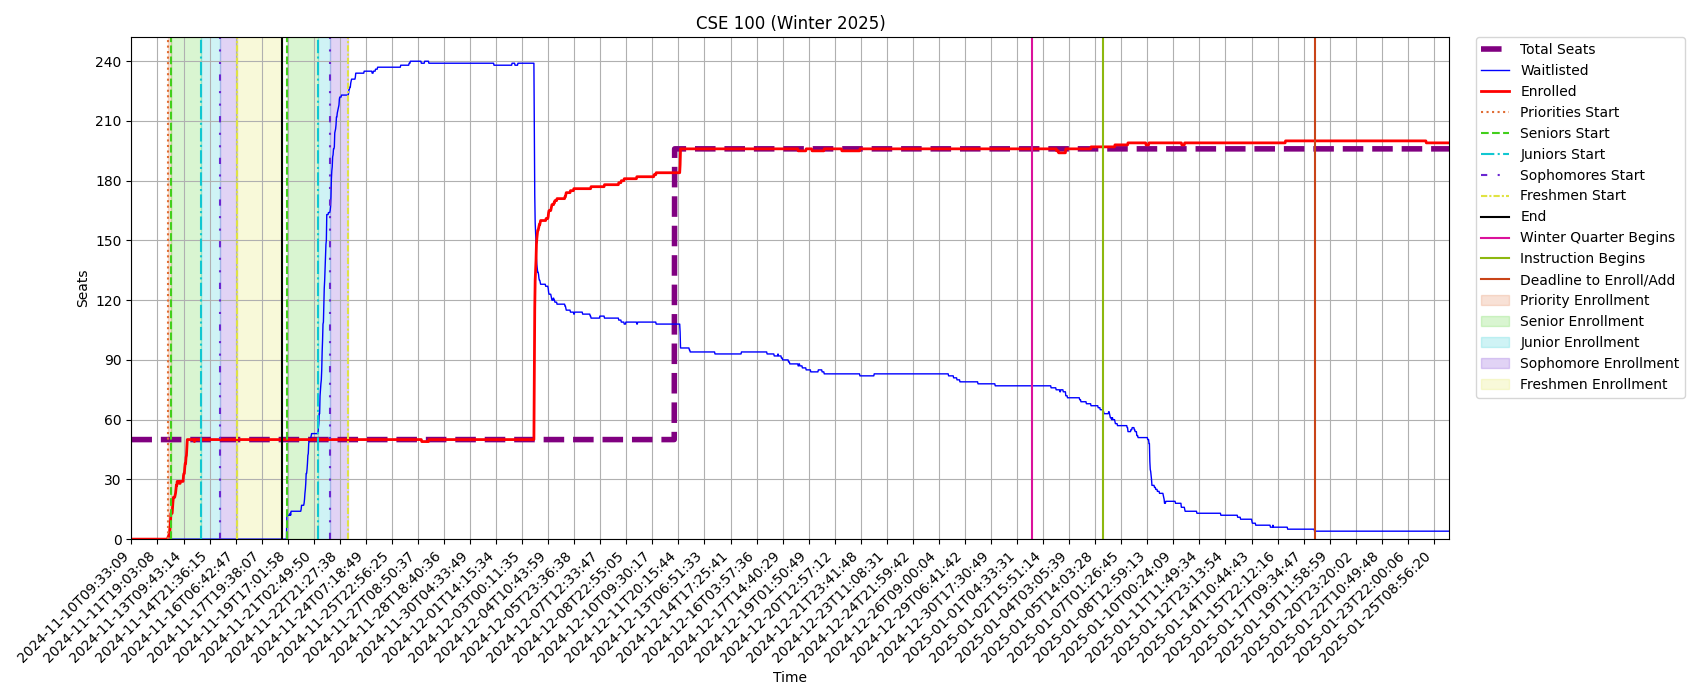 CSE 100 (Winter 2025)
Seats
240
210
180
150
120
90
60
30
0
2024-11-10T09:33:09
2024-11-11T19:03:08
2024-11-13T09:43:14
2024-11-14T21:36:15
2024-11-16T06:42:47
2024-11-17T19:38:07
2024-11-19T17:01:58
2024-11-21T02:49:50
2024-11-22T21:27:38
2024-11-24T07:18:49
2024-11-25T22:56:25
2024-11-27T08:50:37
2024-11-28T18:40:36
2024-11-30T04:33:49
2024-12-01T14:15:34
2024-12-03T00:11:35
2024-12-04T10:43:59
2024-12-05T23:36:38
2024-12-07T12:33:47
2024-12-08T22:55:05
2024-12-10T09:30:17
2024-12-11T20:15:44
2024-12-13T06:51:33
2024-12-14T17:25:41
2024-12-16T03:57:36
2024-12-17T14:40:29
2024-12-19T01:50:49
2024-12-20T12:57:12
2024-12-21T23:41:48
2024-12-23T11:08:31
2024-12-24T21:59:42
2024-12-26T09:00:04
2024-12-29T06:41:42
2024-12-30T17:30:49
2025-01-01T04:33:31
2025-01-02T15:51:14
2025-01-04T03:05:39
2025-01-05T14:03:28
2025-01-07T01:26:45
2025-01-08T12:59:13
2025-01-10T00:24:09
2025-01-11T11:49:34
2025-01-12T23:13:54
2025-01-14T10:44:43
2025-01-15T22:12:16
2025-01-17T09:34:47
2025-01-19T11:58:59
2025-01-20T23:20:02
2025-01-22T10:49:48
2025-01-23T22:00:06
2025-01-25T08:56:20
Time
Total Seats
Waitlisted
Enrolled
Priorities Start
Seniors Start
Juniors Start
Sophomores Start
Freshmen Start
End
Winter Quarter Begins
Instruction Begins
Deadline to Enroll/Add
Priority Enrollment
Senior Enrollment
Junior Enrollment
Sophomore Enrollment
Freshmen Enrollment